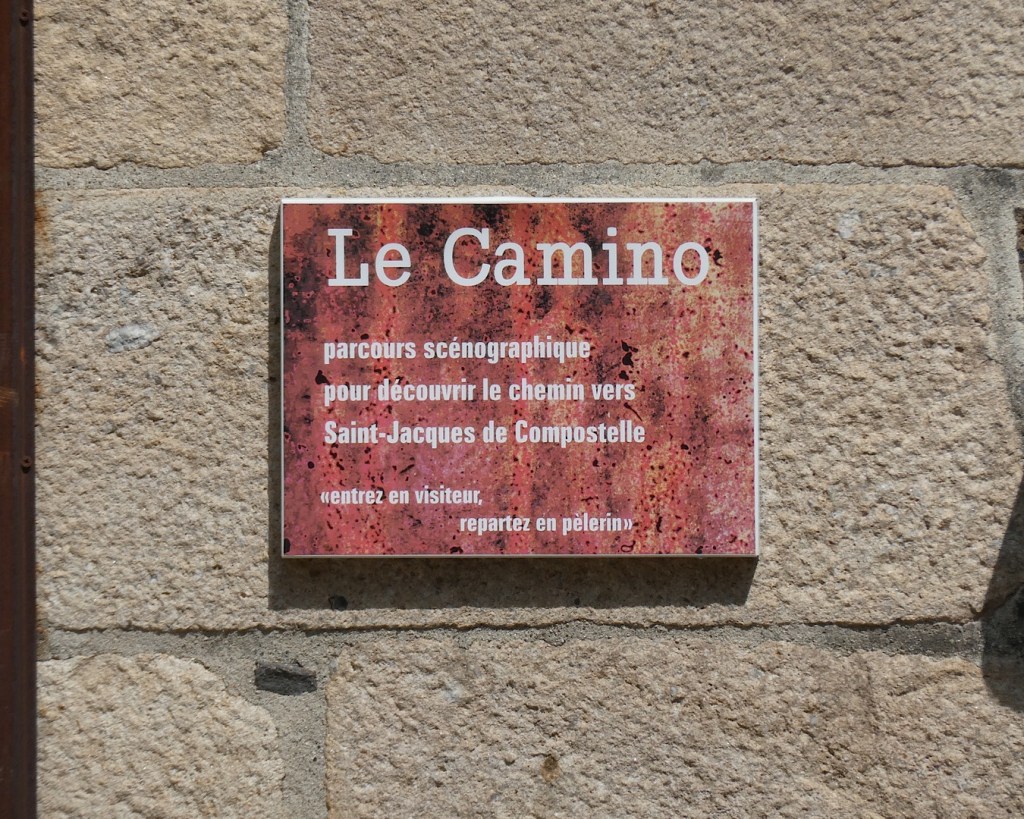 Le Camino
parcours scénographique
pour découvrir le chemin vers
Saint-Jacques de Compostelle
«entrez en visiteur,
repartez en pèlerin»